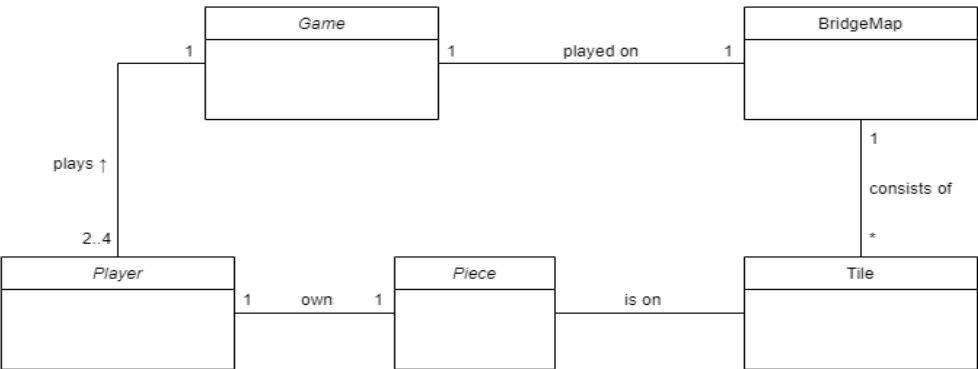 Game
BridgeMap
1
1
played on
1
1
plays ↑
consists of
2..4
*
Player
Piece
Tile
1
own
1
is on